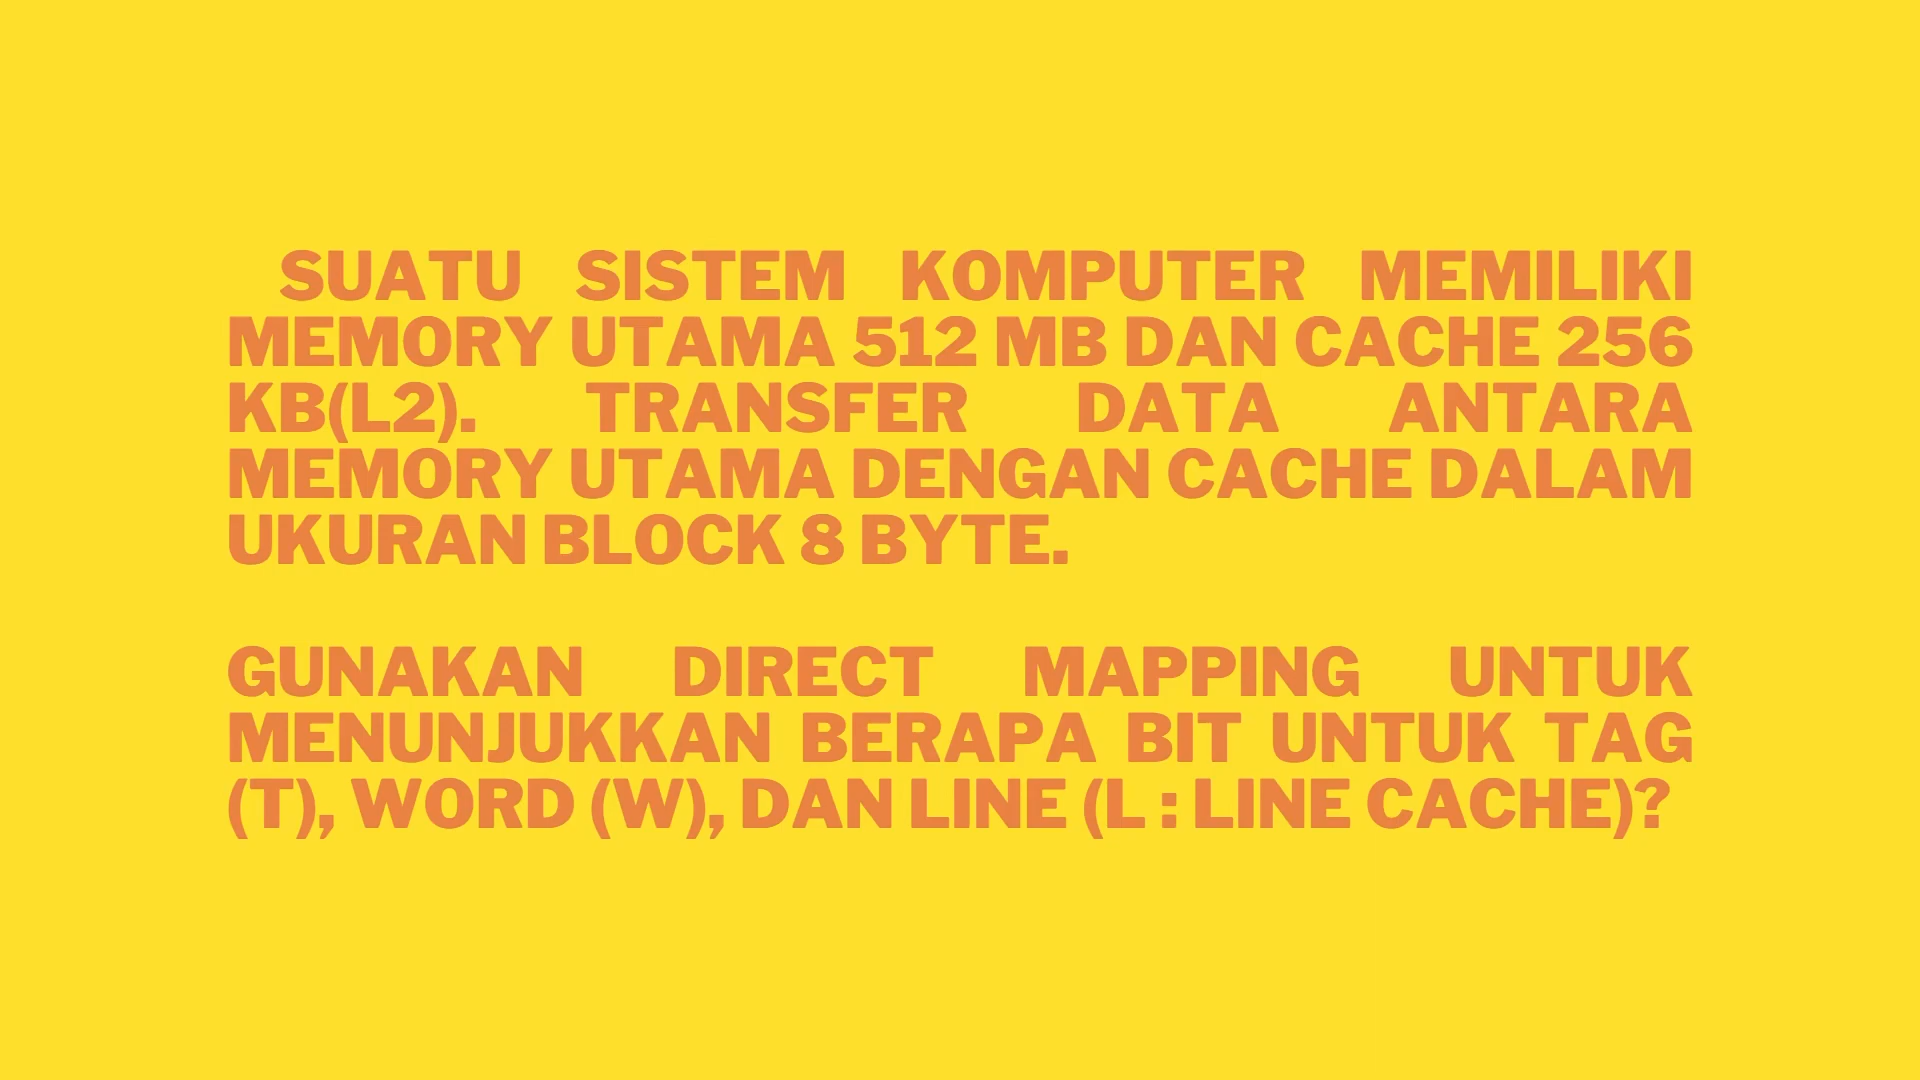 SUATU SISTEM KOMPUTER MEMILIKI
MEMORY UTAMA 512 MB DAN CACHE 256
KB(L2). TRANSFER DATA ANTARA
MEMORY UTAMA DENGAN CACHE DALAM
UKURAN BLOCK 8 BYTE.
GUNAKAN DIRECT MAPPING UNTUK
MENUNJUKKAN BERAPA BIT UNTUK TAG
(T), WORD (W), DAN LINE (L : LINE CACHE)?